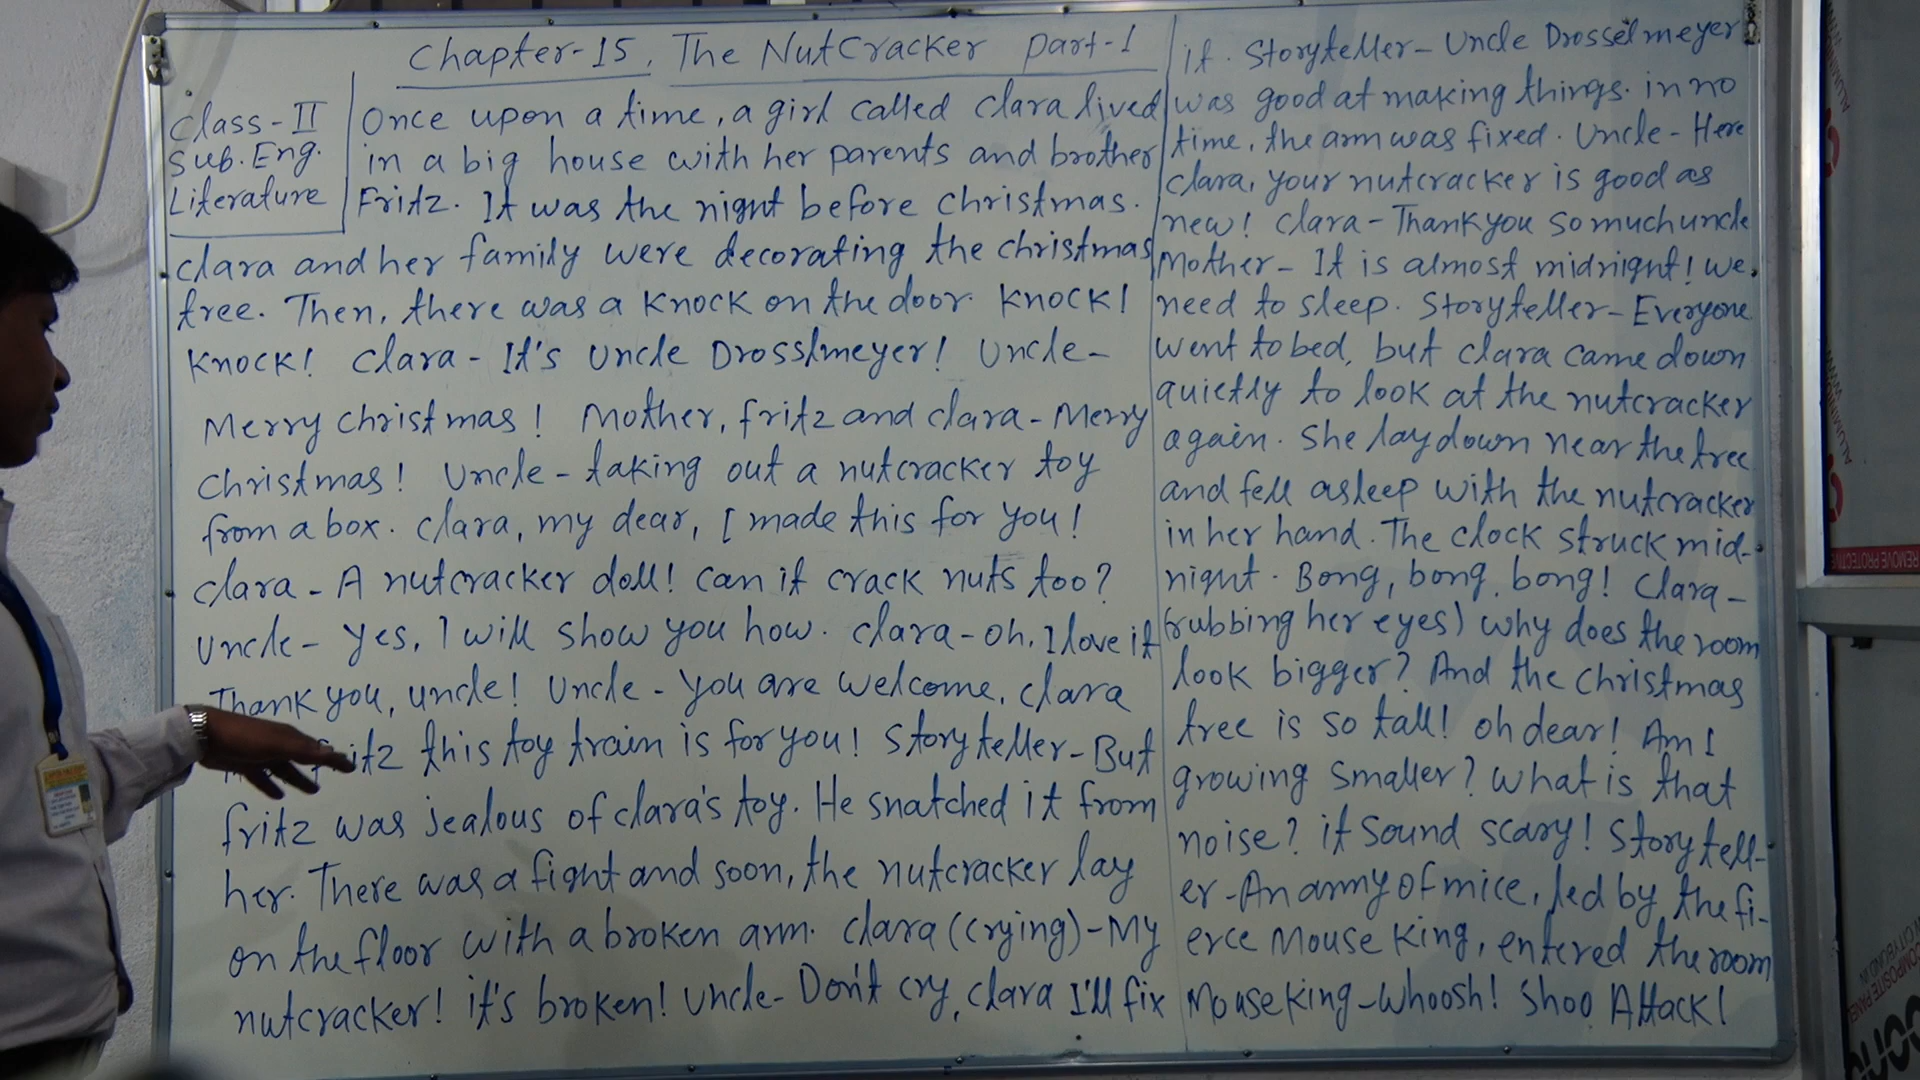 Chapter-15, The NutCracker part-1
Class-II
Sub. Eng.
Literature
Once upon a time, a girl called Clara lived
in a big house with her parents and brother
Fritz. It was the night before christmas.
clara and her family were decorating the christmas
tree. Then, there was a knock on the door. Knock!
Knock! Clara - It's Uncle Drosslmeyer! Uncle-
Merry christmas! Mother, fritz and clara - Merry
christmas! Uncle - taking out a nutcracker toy
from a box. Clara, my dear, I made this for you!
clara - A nutcracker doll! can it crack nuts too?
uncle - Yes, I will show you how. Clara - oh, I love it
Thank you, uncle! Uncle - you are welcome, clara
fritz this toy train is for you! Storyteller - But
fritz was jealous of clara's toy. He snatched it from
her. There was a fight and soon, the nutcracker lay
on the floor with a broken arm. Clara (crying) - My
nutcracker! it's broken! Uncle - Don't cry, clara I'll fix
it. Storyteller - Uncle Drosselmeyer
was good at making things. in no
time, the arm was fixed. Uncle - Here
clara, your nutcracker is good as
new! Clara - Thank you so much uncle
Mother - It is almost midnight! we
need to sleep. Storyteller - Everyone
went to bed, but clara came down
quietly to look at the nutcracker
again. She lay down near the tree
and fell asleep with the nutcracker
in her hand. The clock struck mid-
night. Bong, bong, bong! Clara -
(rubbing her eyes) why does the room
look bigger? And the christmas
tree is so tall! oh dear! Am I
growing smaller? what is that
noise? it sound scary! Storytell-
er - An army of mice, led by the fi-
erce Mouse King, entered the room
Mouse King - Whoosh! Shoo Attack!
REMOVE PROTECTIVE